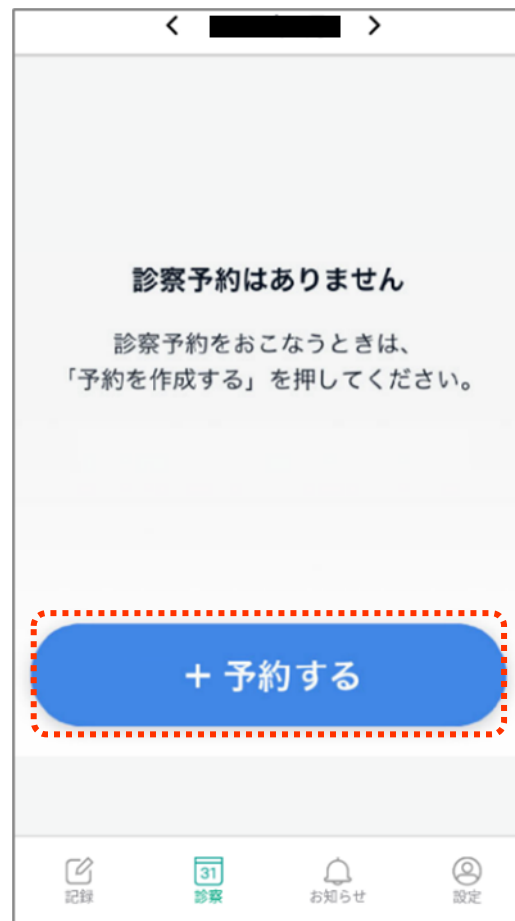 診察予約はありません
診察予約をおこなうときは、
「予約を作成する」を押してください。
+ 予約する
31
記録
診察
お知らせ
設定